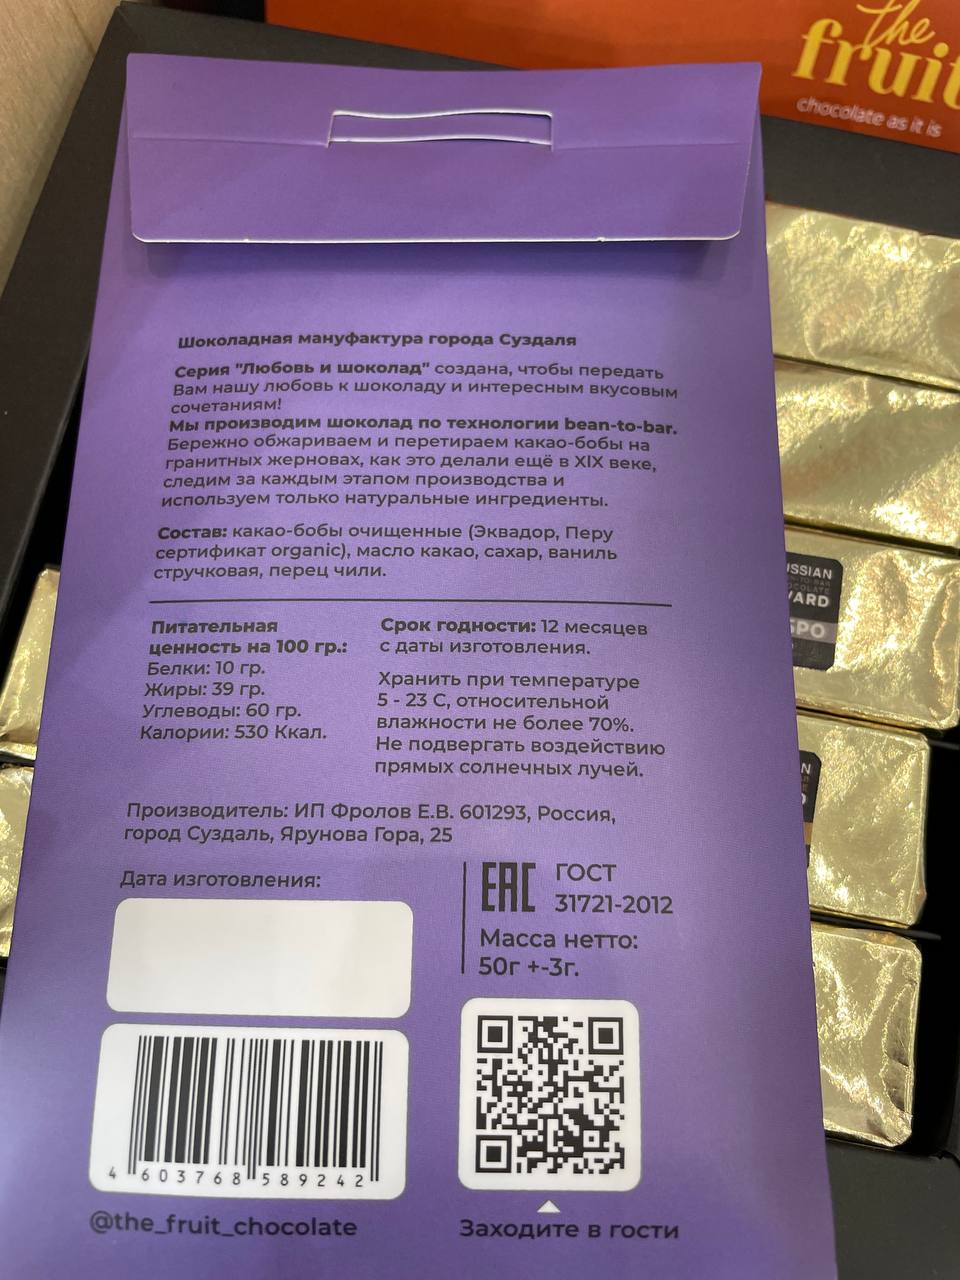 the
fruit
chocolate as it is
Шоколадная мануфактура города Суздаля
Серия "Любовь и шоколад" создана, чтобы передать
Вам нашу любовь к шоколаду и интересным вкусовым
сочетаниям!
Мы производим шоколад по технологии bean-to-bar.
Бережно обжариваем и перетираем какао-бобы на
гранитных жерновах, как это делали ещё в XIX веке,
следим за каждым этапом производства и
используем только натуральные ингредиенты.
Состав: какао-бобы очищенные (Эквадор, Перу
сертификат organic), масло какао, сахар, ваниль
стручковая, перец чили.
Питательная
ценность на 100 гр.:
Белки: 10 гр.
Жиры: 39 гр.
Углеводы: 60 гр.
Калории: 530 Ккал.
Срок годности: 12 месяцев
с даты изготовления.
Хранить при температуре
5 - 23 С, относительной
влажности не более 70%.
Не подвергать воздействию
прямых солнечных лучей.
Производитель: ИП Фролов Е.В. 601293, Россия,
город Суздаль, Ярунова Гора, 25
Дата изготовления:
EAC
ГОСТ
31721-2012
Масса нетто:
50г +-3г.
4 603768 589242
@the_fruit_chocolate
Заходите в гости